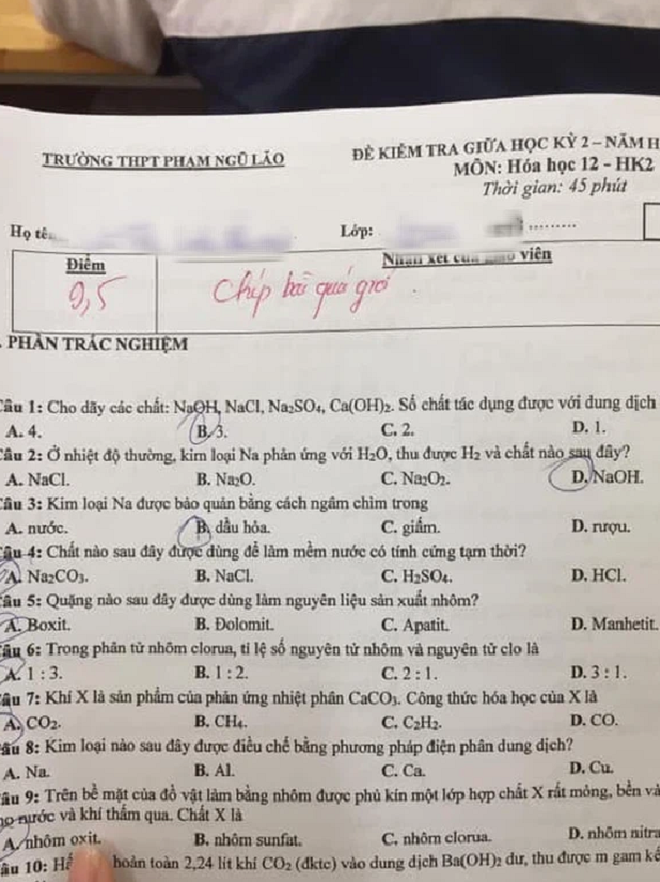 TRƯỜNG THPT PHẠM NGŨ LÃO
ĐỀ KIỂM TRA GIỮA HỌC KỲ 2 – NĂM H
MÔN: Hóa học 12 - HK2
Thời gian: 45 phút
Họ tê
Lớp: ..........
Điểm
Nhận xét của giáo viên
9,5
Chép bài quá giỏi
. PHẦN TRẮC NGHIỆM
Câu 1: Cho dãy các chất: NaOH, NaCl, Na₂SO₄, Ca(OH)₂. Số chất tác dụng được với dung dịch
A. 4. B. 3. C. 2. D. 1.
Câu 2: Ở nhiệt độ thường, kim loại Na phản ứng với H₂O, thu được H₂ và chất nào sau đây?
A. NaCl. B. Na₂O. C. Na₂O₂. D. NaOH.
Câu 3: Kim loại Na được bảo quản bằng cách ngâm chìm trong
A. nước. B. dầu hỏa. C. giấm. D. rượu.
Câu 4: Chất nào sau đây được dùng để làm mềm nước có tính cứng tạm thời?
A. Na₂CO₃. B. NaCl. C. H₂SO₄. D. HCl.
Câu 5: Quặng nào sau đây được dùng làm nguyên liệu sản xuất nhôm?
A. Boxit. B. Đolomit. C. Apatit. D. Manhetit.
Câu 6: Trong phân tử nhôm clorua, tỉ lệ số nguyên tử nhôm và nguyên tử clo là
A. 1 : 3. B. 1 : 2. C. 2 : 1. D. 3 : 1.
Câu 7: Khí X là sản phẩm của phản ứng nhiệt phân CaCO₃. Công thức hóa học của X là
A. CO₂. B. CH₄. C. C₂H₂. D. CO.
Câu 8: Kim loại nào sau đây được điều chế bằng phương pháp điện phân dung dịch?
A. Na. B. Al. C. Ca. D. Cu.
Câu 9: Trên bề mặt của đồ vật làm bằng nhôm được phủ kín một lớp hợp chất X rất mỏng, bền và
ho nước và khí thấm qua. Chất X là
A. nhôm oxit. B. nhôm sunfat. C. nhôm clorua. D. nhôm nitra
Câu 10: Hấ hoàn toàn 2,24 lít khí CO₂ (đktc) vào dung dịch Ba(OH)₂ dư, thu được m gam kế